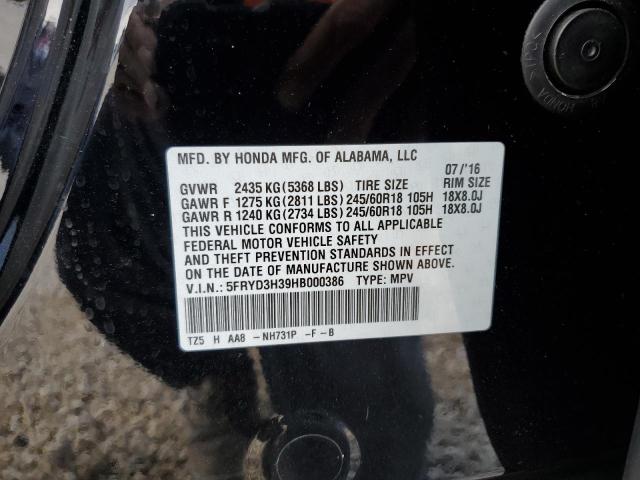 MFD. BY HONDA MFG. OF ALABAMA, LLC 07/'16
GVWR 2435 KG (5368 LBS) TIRE SIZE RIM SIZE
GAWR F 1275 KG (2811 LBS) 245/60R18 105H 18X8.0J
GAWR R 1240 KG (2734 LBS) 245/60R18 105H 18X8.0J
THIS VEHICLE CONFORMS TO ALL APPLICABLE
FEDERAL MOTOR VEHICLE SAFETY
AND THEFT PREVENTION STANDARDS IN EFFECT
ON THE DATE OF MANUFACTURE SHOWN ABOVE.
V.I.N.: 5FRYD3H39HB000386 TYPE: MPV
TZ5 H AA8 -NH731P -F-B
HONDA